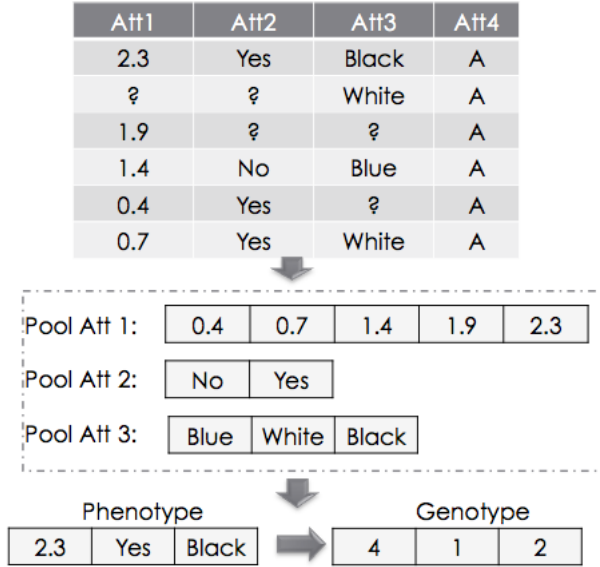 Att1 Att2 Att3 Att4
2.3 Yes Black A
? ? White A
1.9 ? ? A
1.4 No Blue A
0.4 Yes ? A
0.7 Yes White A
Pool Att 1: 0.4 0.7 1.4 1.9 2.3
Pool Att 2: No Yes
Pool Att 3: Blue White Black
Phenotype Genotype
2.3 Yes Black 4 1 2